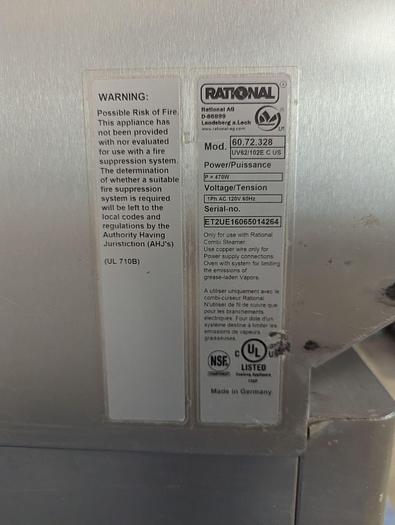 WARNING:
Possible Risk of Fire.
This appliance has
not been provided
with nor evaluated
for use with a fire
suppression system.
The determination
of whether a suitable
fire suppression
system is required
will be left to the
local codes and
regulations by the
Authority Having
Juristiction (AHJ's)
(UL 710B)
RATIONAL
Rational AG
D-86899
Landsberg a.Lech
www.rational-ag.com
Mod. 60.72.328
UV62/102E C US
Power/Puissance
P = 470W
Voltage/Tension
1Ph AC 120V 60Hz
Serial-no.
ET2UE16065014264
Only for use with Rational
Combi Steamer.
Use copper wire only for
Power supply connections.
Oven with system for limiting
the emissions of
grease-laden Vapors.
A utiliser uniquement avec le
combi-cuiseur Rational
N'utiliser de fil de cuivre que
pour les branchements
électriques. Four doté d'un
système destiné à limiter les
émissions de vapeurs
graisseuses.
NSF
C UL US
LISTED
Made in Germany